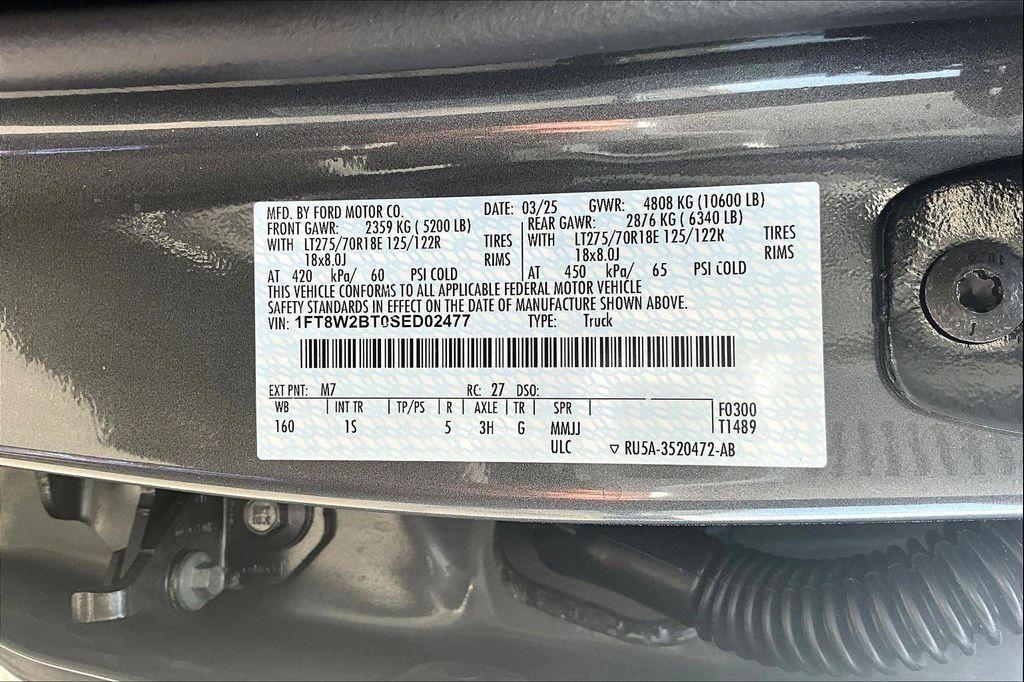 MFD. BY FORD MOTOR CO. DATE: 03/25 GVWR: 4808 KG (10600 LB)
FRONT GAWR: 2359 KG ( 5200 LB) REAR GAWR: 2876 KG ( 6340 LB)
WITH LT275/70R18E 125/122R TIRES WITH LT275/70R18E 125/122R TIRES
18x8.0J RIMS 18x8.0J RIMS
AT 420 kPa/ 60 PSI COLD AT 450 kPa/ 65 PSI COLD
THIS VEHICLE CONFORMS TO ALL APPLICABLE FEDERAL MOTOR VEHICLE
SAFETY STANDARDS IN EFFECT ON THE DATE OF MANUFACTURE SHOWN ABOVE.
VIN: 1FT8W2BT0SED02477 TYPE: Truck
EXT PNT: M7 RC: 27 DSO:
WB INT TR TP/PS R AXLE TR SPR F0300
160 1S 5 3H G MMJJ T1489
ULC ▽ RU5A-3520472-AB